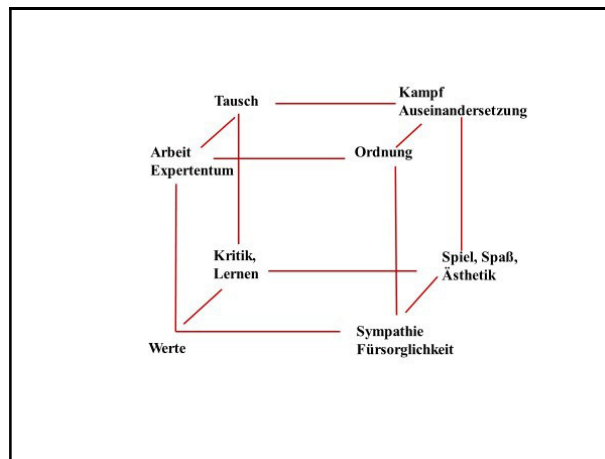 Tausch
Kampf
Auseinandersetzung
Arbeit
Expertentum
Ordnung
Kritik,
Lernen
Spiel, Spaß,
Ästhetik
Werte
Sympathie
Fürsorglichkeit